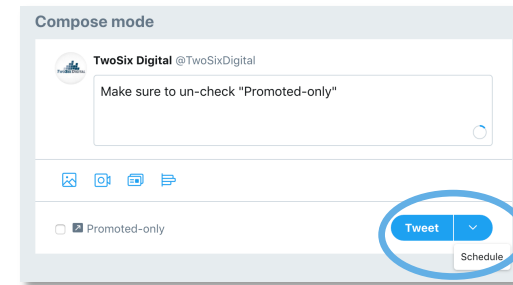 Compose mode
TwoSix Digital @TwoSixDigital
Make sure to un-check "Promoted-only"
Promoted-only
Tweet
Schedule